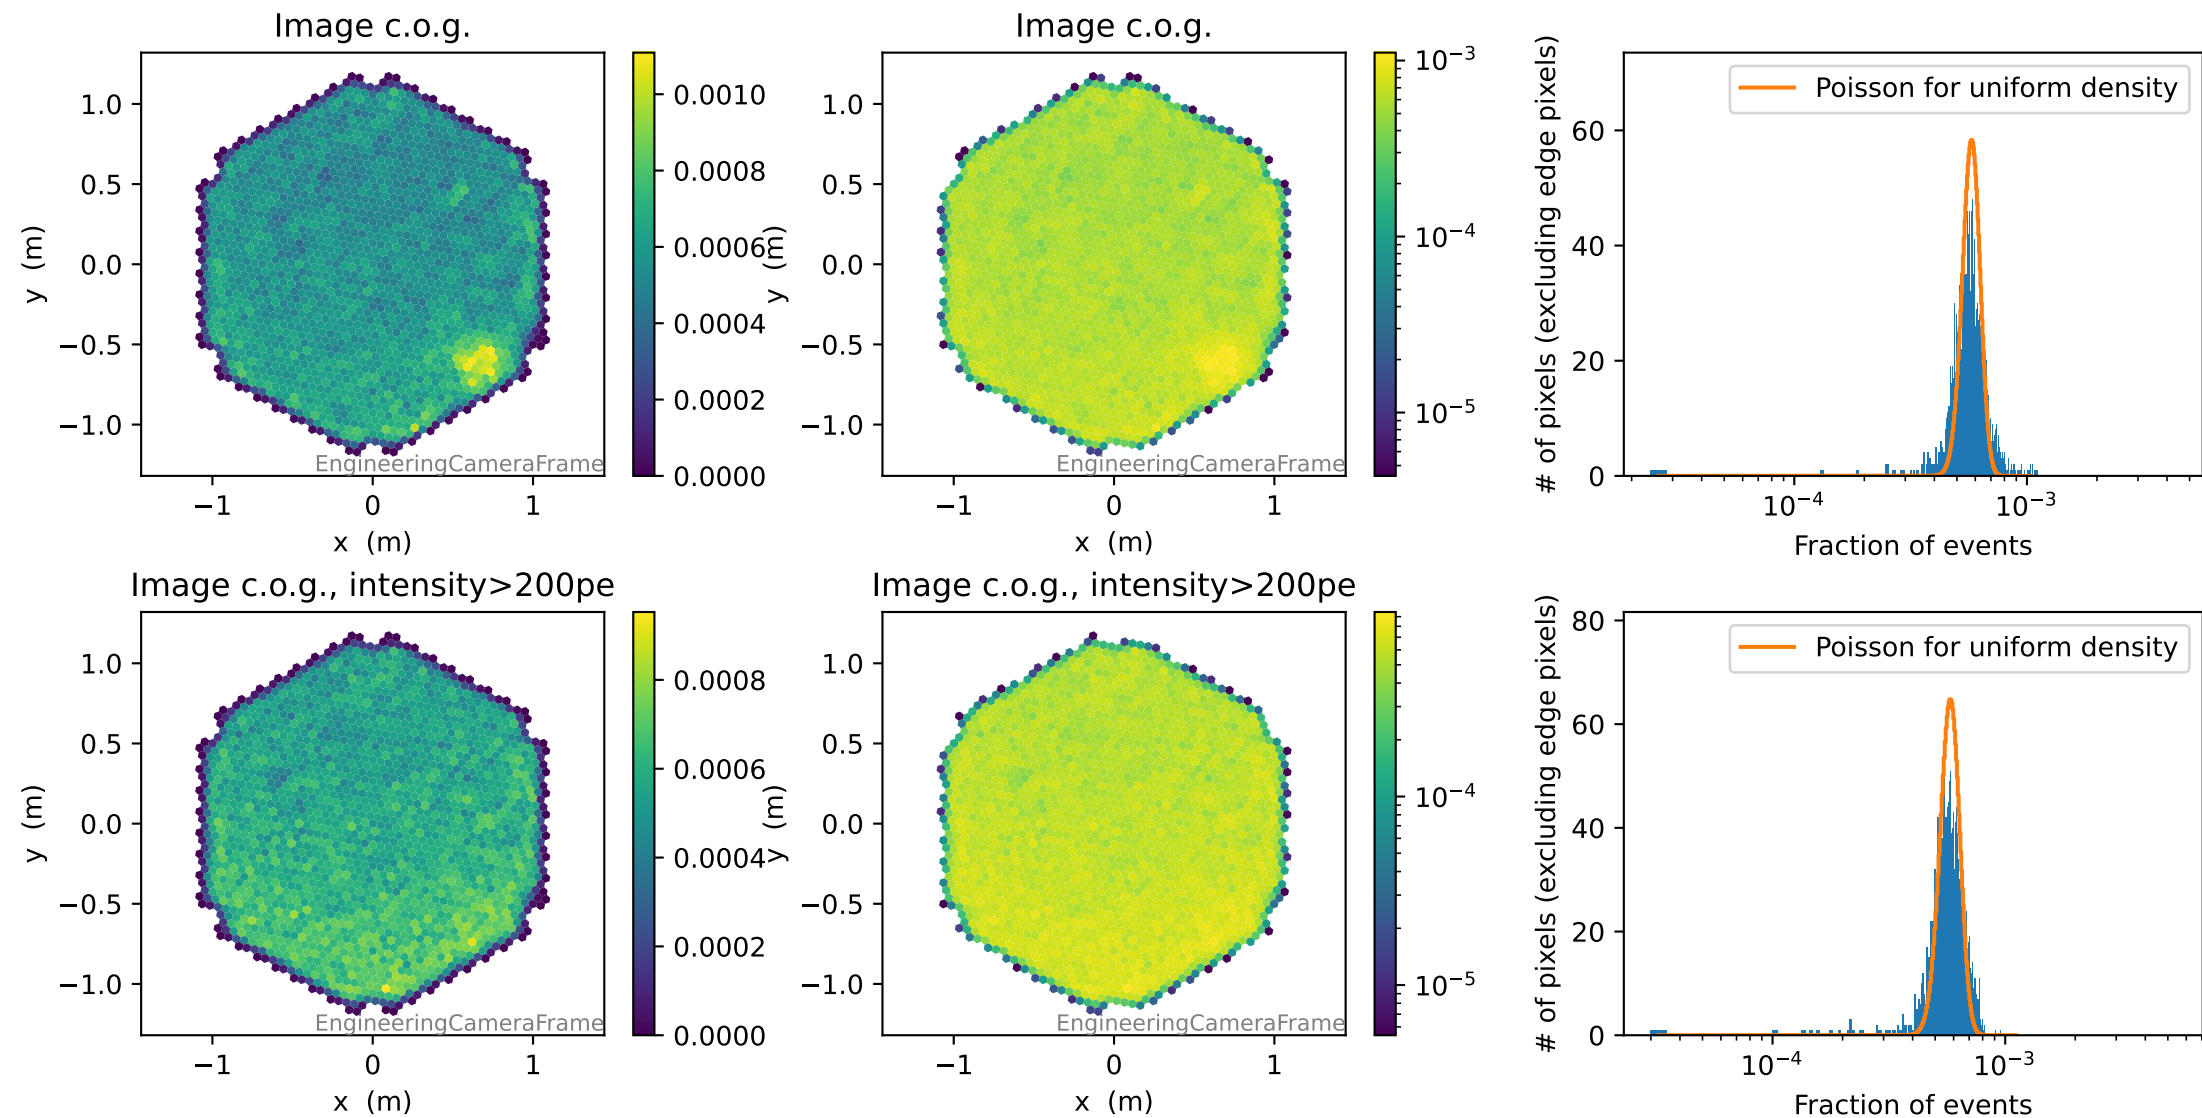 Image c.o.g.
1.0
0.5
0.0
−0.5
−1.0
y (m)
EngineeringCameraFrame
−1
0
1
x (m)
0.0010
0.0008
0.0006
0.0004
0.0002
0.0000
Image c.o.g.
1.0
0.5
0.0
−0.5
−1.0
y (m)
EngineeringCameraFrame
−1
0
1
x (m)
10−3
10−4
10−5
# of pixels (excluding edge pixels)
60
40
20
0
Poisson for uniform density
10−4
10−3
Fraction of events
Image c.o.g., intensity>200pe
1.0
0.5
0.0
−0.5
−1.0
y (m)
EngineeringCameraFrame
−1
0
1
x (m)
0.0008
0.0006
0.0004
0.0002
0.0000
Image c.o.g., intensity>200pe
1.0
0.5
0.0
−0.5
−1.0
y (m)
EngineeringCameraFrame
−1
0
1
x (m)
10−4
10−5
# of pixels (excluding edge pixels)
80
60
40
20
0
Poisson for uniform density
10−4
10−3
Fraction of events